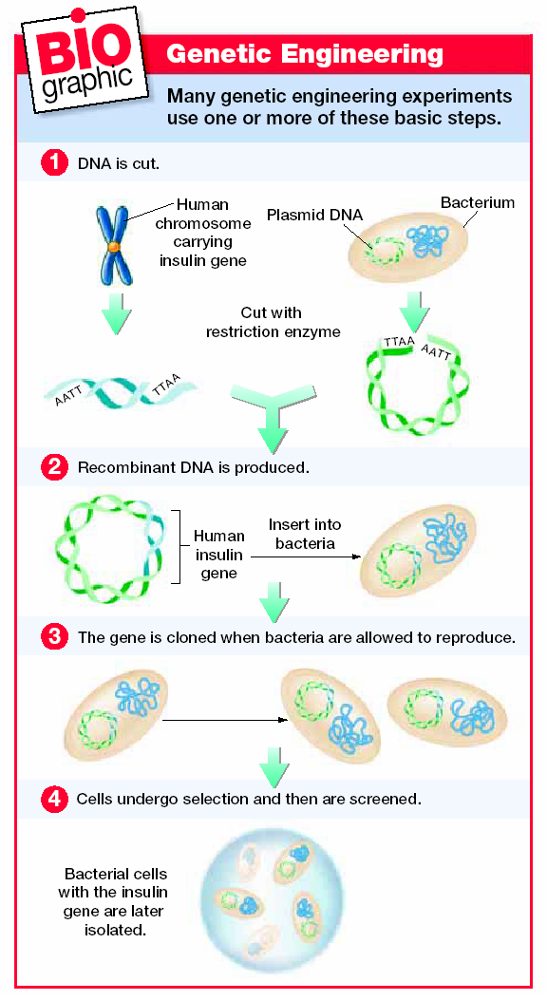 BIO
graphic
Genetic Engineering
Many genetic engineering experiments
use one or more of these basic steps.
1 DNA is cut.
Human
chromosome
carrying
insulin gene
Plasmid DNA
Bacterium
Cut with
restriction enzyme
AATT
TTAA
TTAA
AATT
2 Recombinant DNA is produced.
Human
insulin
gene
Insert into
bacteria
3 The gene is cloned when bacteria are allowed to reproduce.
4 Cells undergo selection and then are screened.
Bacterial cells
with the insulin
gene are later
isolated.